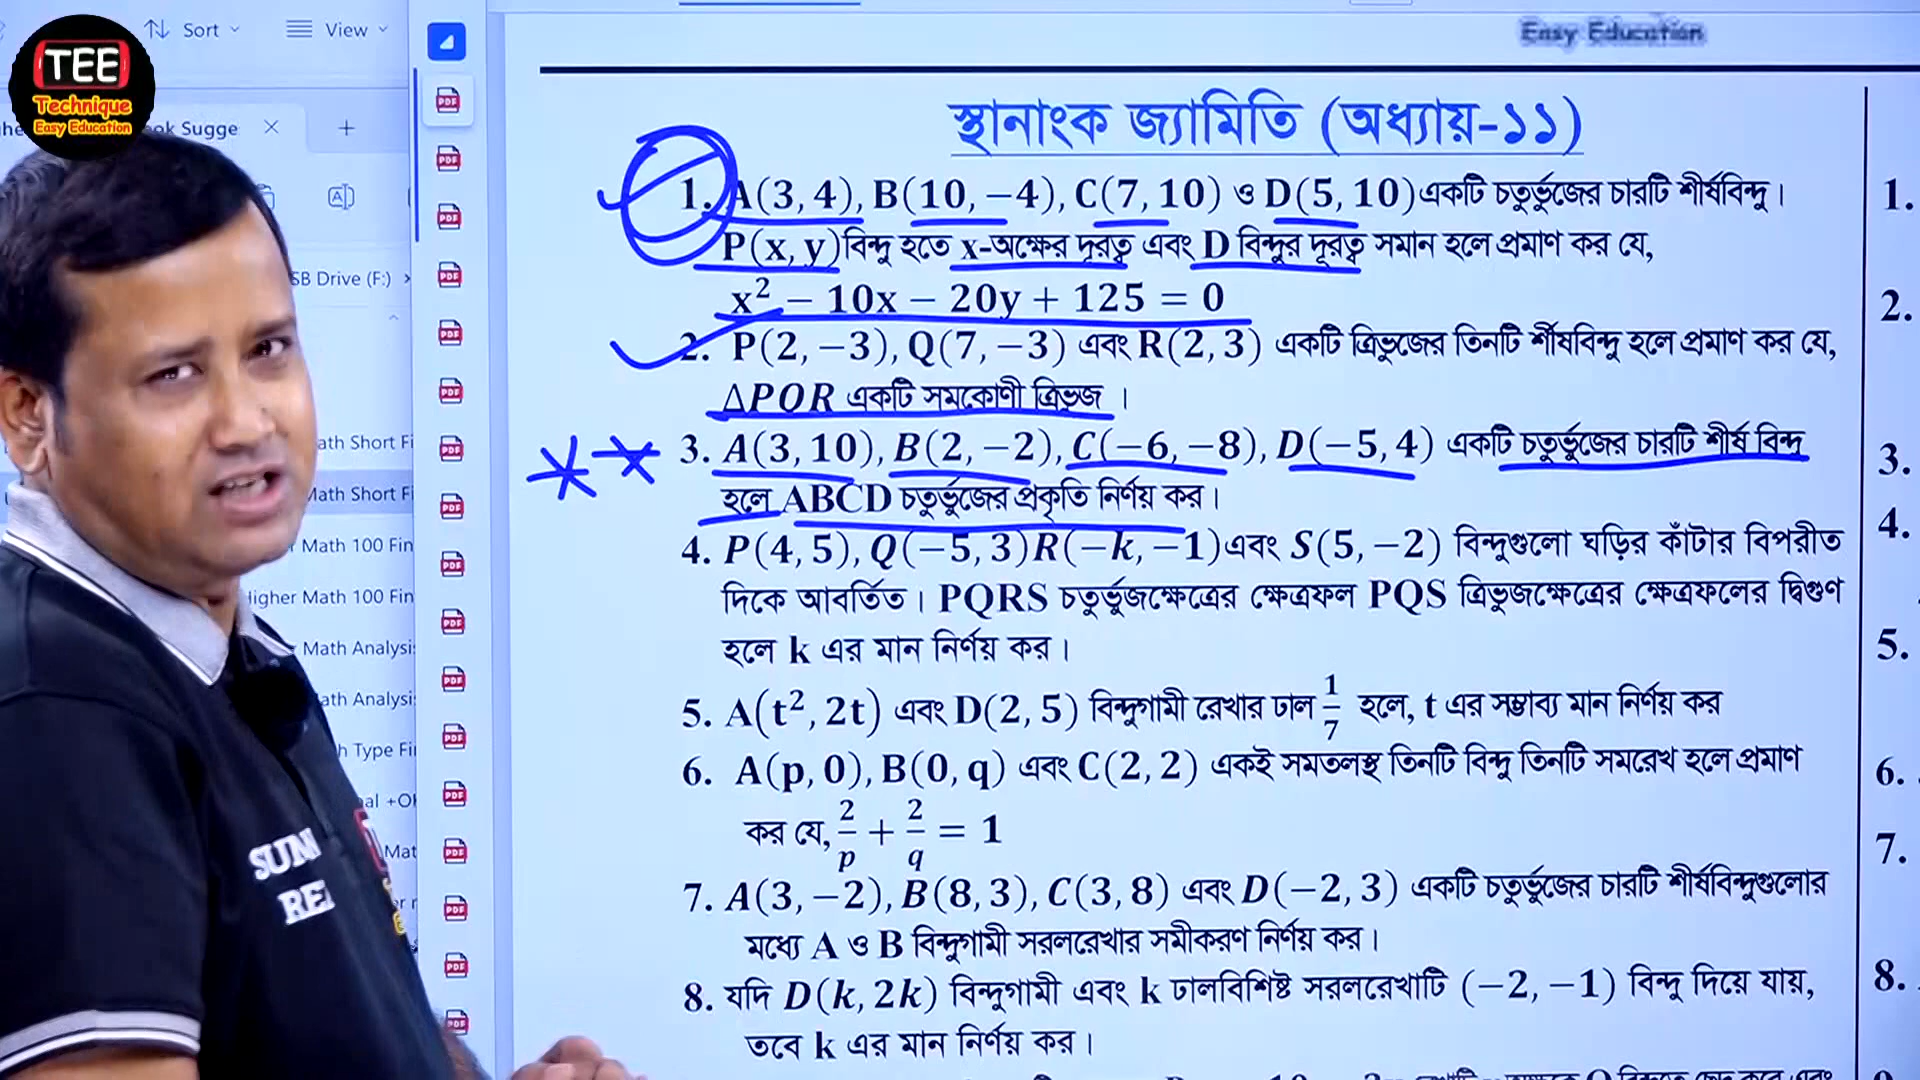 TEE
Technique
Easy Education
Sort
View
ok Sugge
SB Drive (F:)
ath Short Fi
Math Short F
Math 100 Fin
igher Math 100 Fin
Math Analysi
ath Analysi
Type Fi
Easy Education
স্থানাংক জ্যামিতি (অধ্যায়-১১)
1. A(3, 4), B(10, −4), C(7, 10) ও D(5, 10)একটি চতুর্ভুজের চারটি শীর্ষবিন্দু।
P(x, y)বিন্দু হতে x-অক্ষের দূরত্ব এবং D বিন্দুর দূরত্ব সমান হলে প্রমাণ কর যে,
x² − 10x − 20y + 125 = 0
2. P(2, −3), Q(7, −3) এবং R(2, 3) একটি ত্রিভুজের তিনটি র্শীষবিন্দু হলে প্রমাণ কর যে,
ΔPQR একটি সমকোণী ত্রিভুজ ।
3. A(3, 10), B(2, −2), C(−6, −8), D(−5, 4) একটি চতুর্ভুজের চারটি শীর্ষ বিন্দু
হলে ABCD চতুর্ভুজের প্রকৃতি নির্ণয় কর।
4. P(4, 5), Q(−5, 3)R(−k, −1)এবং S(5, −2) বিন্দুগুলো ঘড়ির কাঁটার বিপরীত
দিকে আবর্তিত। PQRS চতুর্ভুজক্ষেত্রের ক্ষেত্রফল PQS ত্রিভুজক্ষেত্রের ক্ষেত্রফলের দ্বিগুণ
হলে k এর মান নির্ণয় কর।
5. A(t², 2t) এবং D(2, 5) বিন্দুগামী রেখার ঢাল 1/7 হলে, t এর সম্ভাব্য মান নির্ণয় কর
6. A(p, 0), B(0, q) এবং C(2, 2) একই সমতলস্থ তিনটি বিন্দু তিনটি সমরেখ হলে প্রমাণ
কর যে, 2/p + 2/q = 1
7. A(3, −2), B(8, 3), C(3, 8) এবং D(−2, 3) একটি চতুর্ভুজের চারটি শীর্ষবিন্দুগুলোর
মধ্যে A ও B বিন্দুগামী সরলরেখার সমীকরণ নির্ণয় কর।
8. যদি D(k, 2k) বিন্দুগামী এবং k ঢালবিশিষ্ট সরলরেখাটি (−2, −1) বিন্দু দিয়ে যায়,
তবে k এর মান নির্ণয় কর।
1.
2.
3.
4.
5.
6.
7.
8.